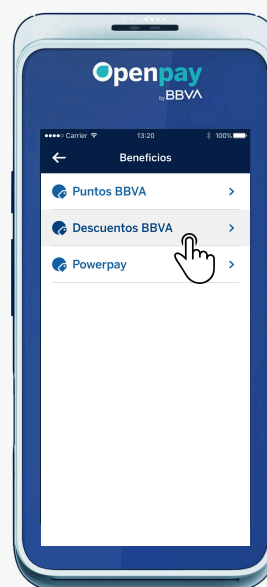 Openpay
by BBVA
Carrier 13:20 100%
Beneficios
Puntos BBVA
Descuentos BBVA
Powerpay